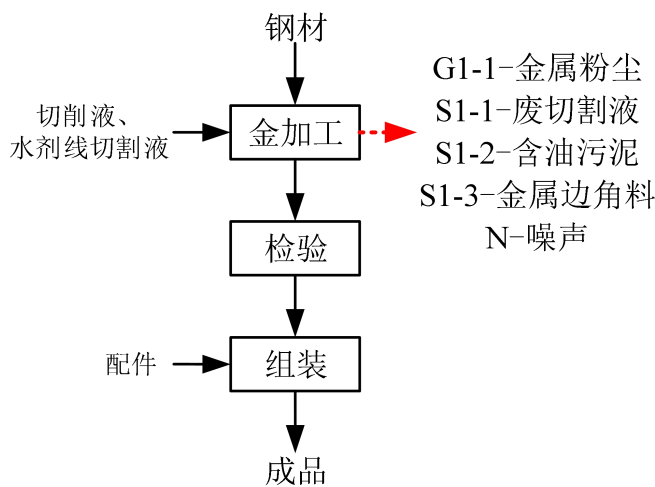 钢材
切削液、
水剂线切割液
金加工
G1-1-金属粉尘
S1-1-废切割液
S1-2-含油污泥
S1-3-金属边角料
N-噪声
检验
配件
组装
成品